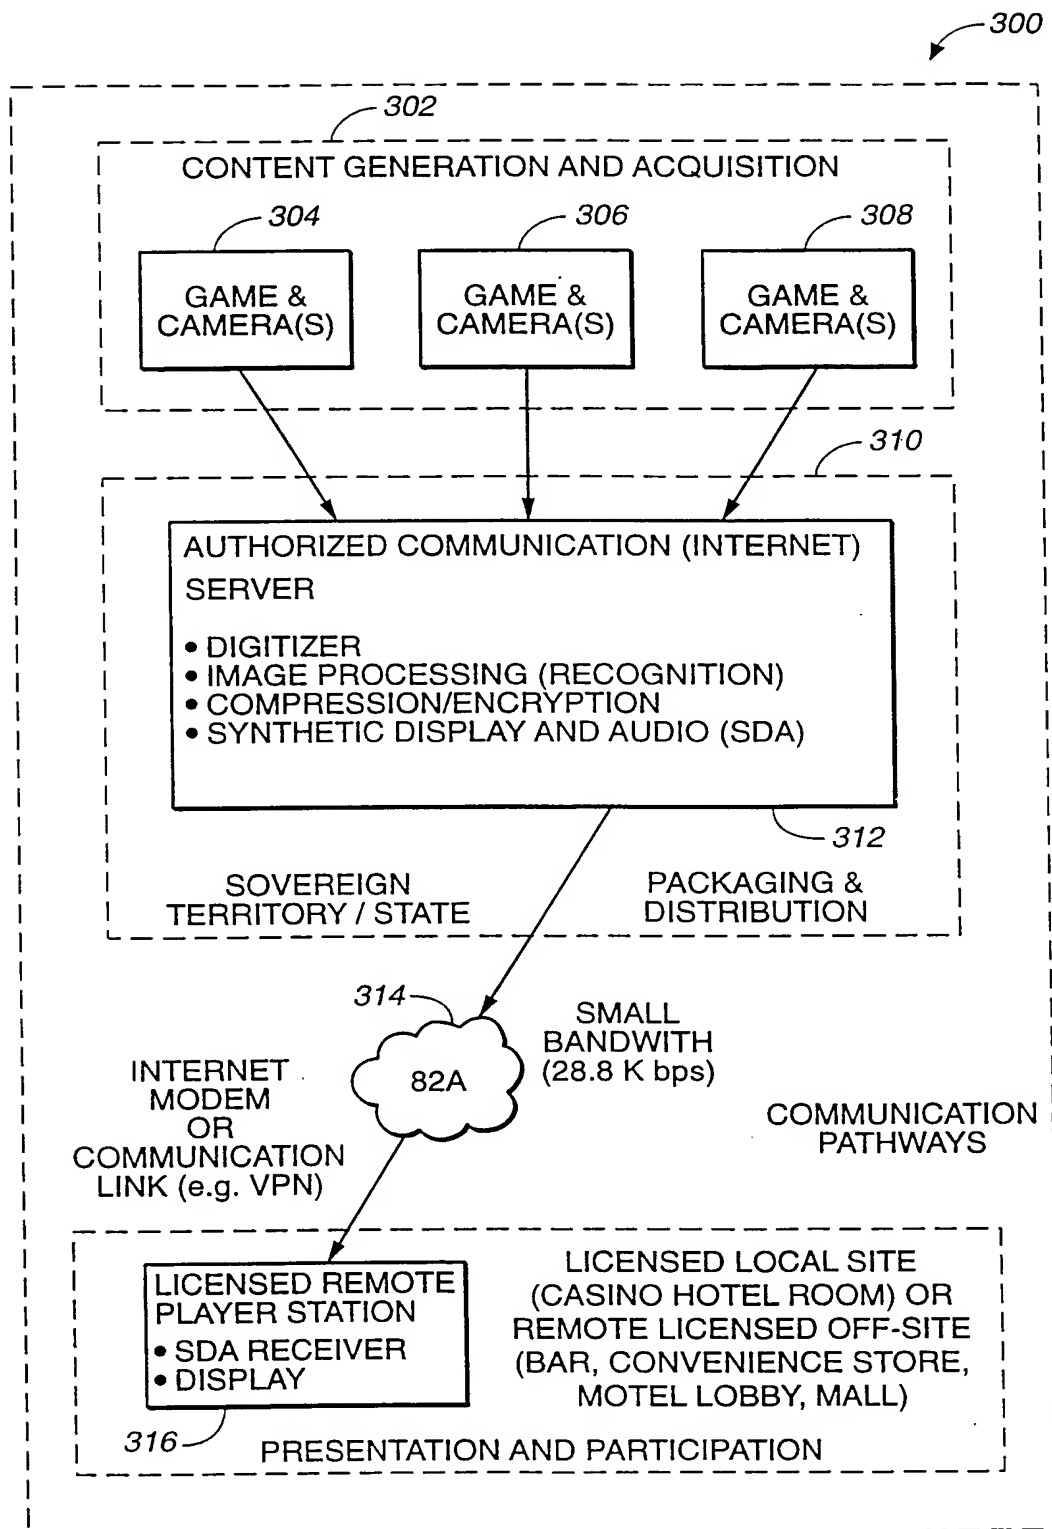 300
302
CONTENT GENERATION AND ACQUISITION
304
306
308
GAME &
CAMERA(S)
GAME &
CAMERA(S)
GAME &
CAMERA(S)
310
AUTHORIZED COMMUNICATION (INTERNET)
SERVER
• DIGITIZER
• IMAGE PROCESSING (RECOGNITION)
• COMPRESSION/ENCRYPTION
• SYNTHETIC DISPLAY AND AUDIO (SDA)
312
SOVEREIGN
TERRITORY / STATE
PACKAGING &
DISTRIBUTION
314
82A
SMALL
BANDWITH
(28.8 K bps)
INTERNET
MODEM
OR
COMMUNICATION
LINK (e.g. VPN)
COMMUNICATION
PATHWAYS
LICENSED REMOTE
PLAYER STATION
• SDA RECEIVER
• DISPLAY
316
LICENSED LOCAL SITE
(CASINO HOTEL ROOM) OR
REMOTE LICENSED OFF-SITE
(BAR, CONVENIENCE STORE,
MOTEL LOBBY, MALL)
PRESENTATION AND PARTICIPATION